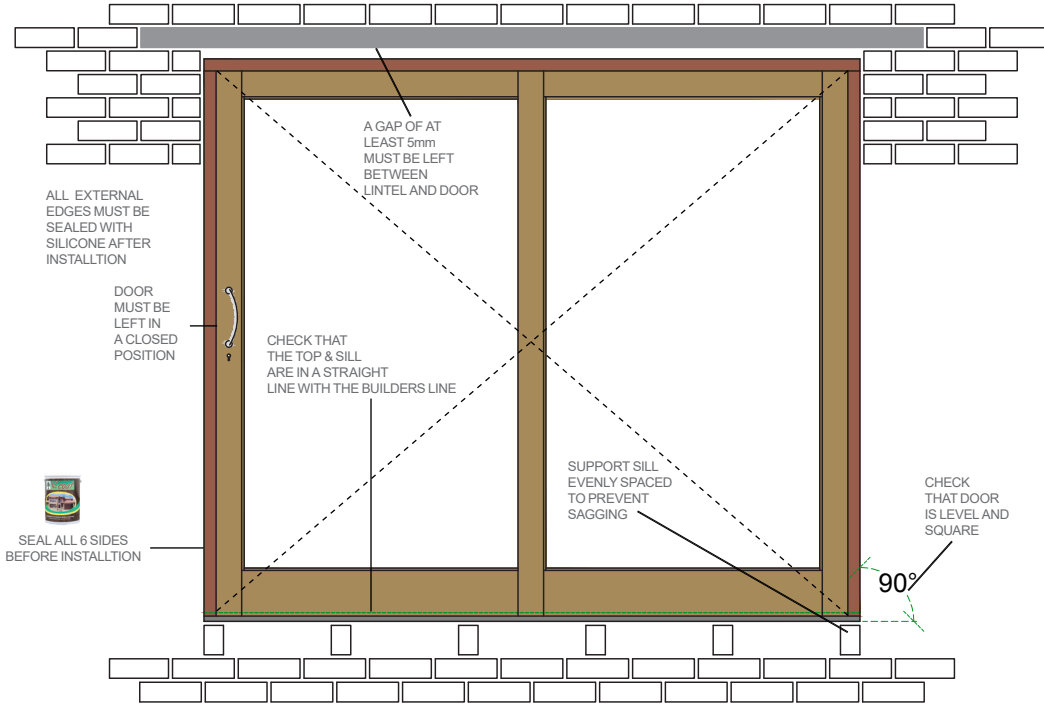 A GAP OF AT
LEAST 5mm
MUST BE LEFT
BETWEEN
LINTEL AND DOOR
ALL EXTERNAL
EDGES MUST BE
SEALED WITH
SILICONE AFTER
INSTALLTION
DOOR
MUST BE
LEFT IN
A CLOSED
POSITION
CHECK THAT
THE TOP & SILL
ARE IN A STRAIGHT
LINE WITH THE BUILDERS LINE
SUPPORT SILL
EVENLY SPACED
TO PREVENT
SAGGING
CHECK
THAT DOOR
IS LEVEL AND
SQUARE
SEAL ALL 6 SIDES
BEFORE INSTALLTION
90°